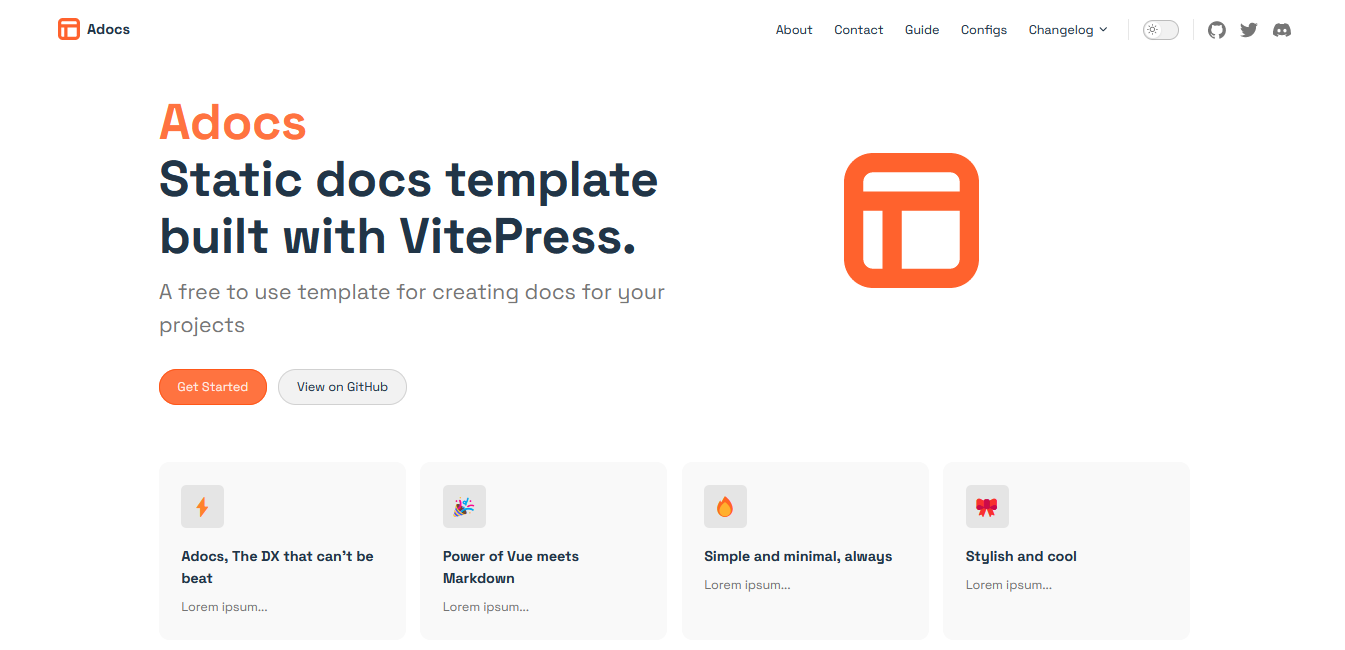 Adocs
About Contact Guide Configs Changelog
Adocs
Static docs template
built with VitePress.
A free to use template for creating docs for your
projects
Get Started View on GitHub
Adocs, The DX that can't be
beat
Lorem ipsum...
Power of Vue meets
Markdown
Lorem ipsum...
Simple and minimal, always
Lorem ipsum...
Stylish and cool
Lorem ipsum...